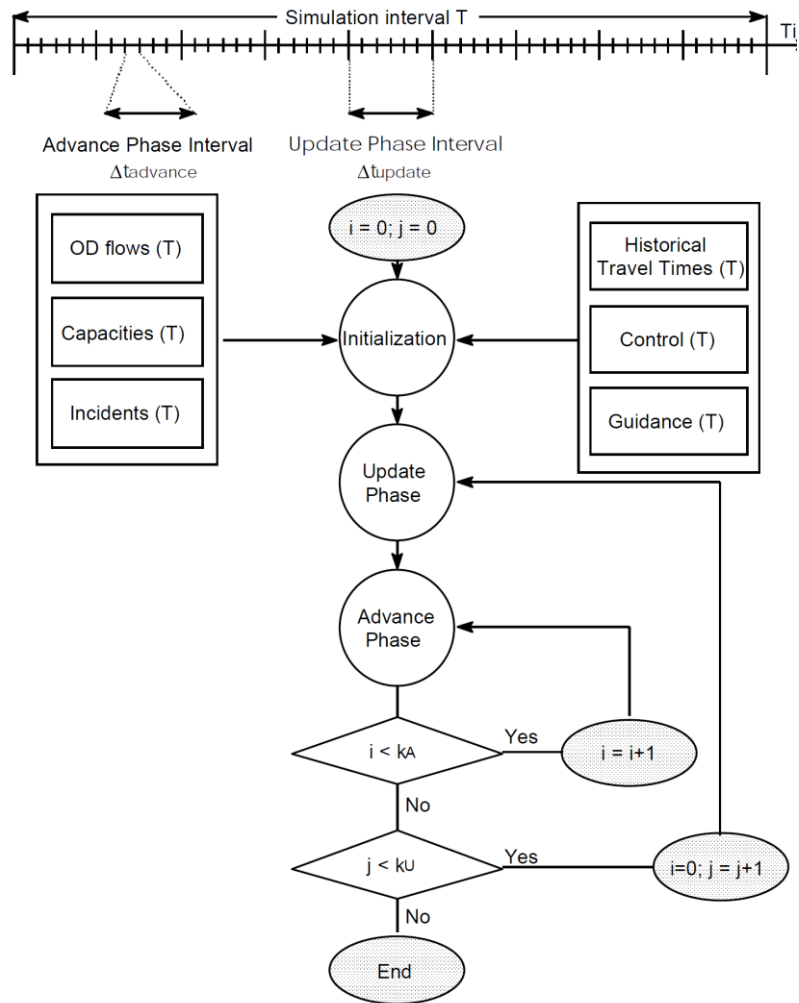 Simulation interval T
Ti
Advance Phase Interval
Δtadvance
Update Phase Interval
Δtupdate
i = 0; j = 0
OD flows (T)
Capacities (T)
Incidents (T)
Initialization
Historical
Travel Times (T)
Control (T)
Guidance (T)
Update
Phase
Advance
Phase
i < kA
Yes
i = i+1
No
j < kU
Yes
i=0; j = j+1
No
End